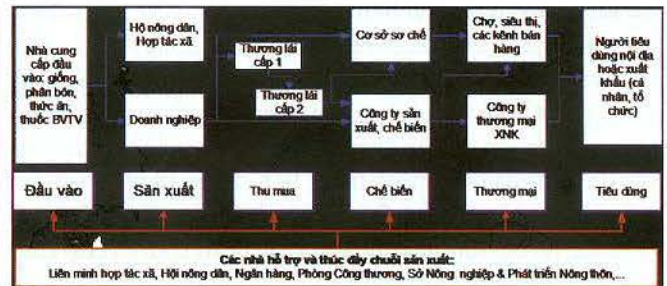 Nhà cung
cấp đầu
vào: giống,
phân bón,
thức ăn,
thuốc BVTV
Hộ nông dân,
Hợp tác xã
Doanh nghiệp
Thương lái
cấp 1
Thương lái
cấp 2
Cơ sở sơ chế
Công ty sản
xuất, chế biến
Chợ, siêu thị,
các kênh bán
hàng
Công ty
thương mại
XNK
Người tiêu
dùng nội địa
hoặc xuất
khẩu (cá
nhân, tổ
chức)
Đầu vào
Sản xuất
Thu mua
Chế biến
Thương mại
Tiêu dùng
Các nhà hỗ trợ và thúc đẩy chuỗi sản xuất:
Liên minh hợp tác xã, Hội nông dân, Ngân hàng, Phòng Công thương, Sở Nông nghiệp & Phát triển Nông thôn,...